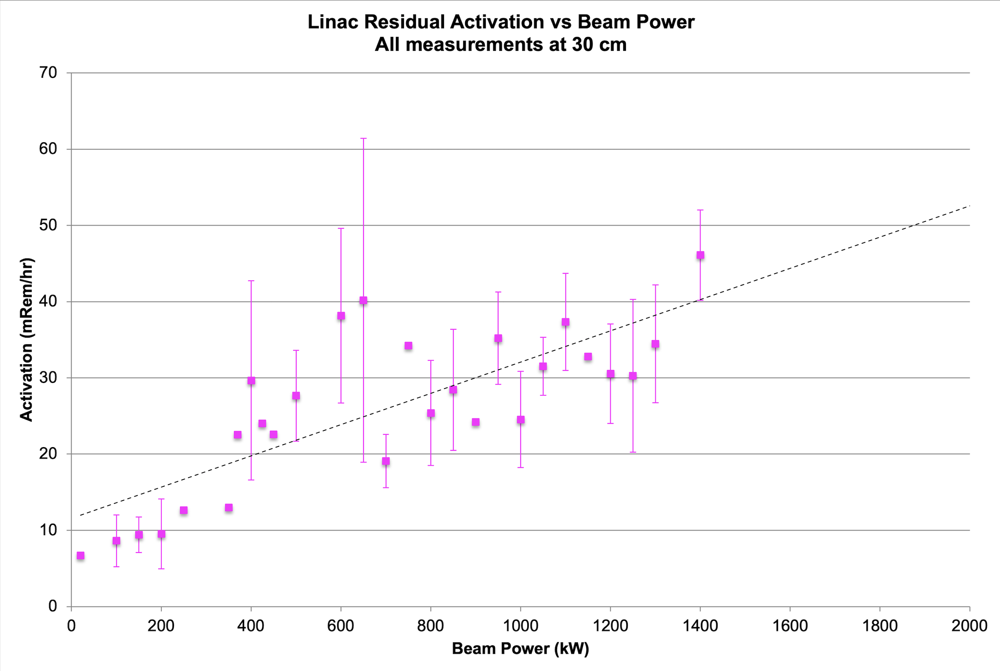 Linac Residual Activation vs Beam Power
All measurements at 30 cm
70
60
50
40
30
20
10
0
Activation (mRem/hr)
0 200 400 600 800 1000 1200 1400 1600 1800 2000
Beam Power (kW)